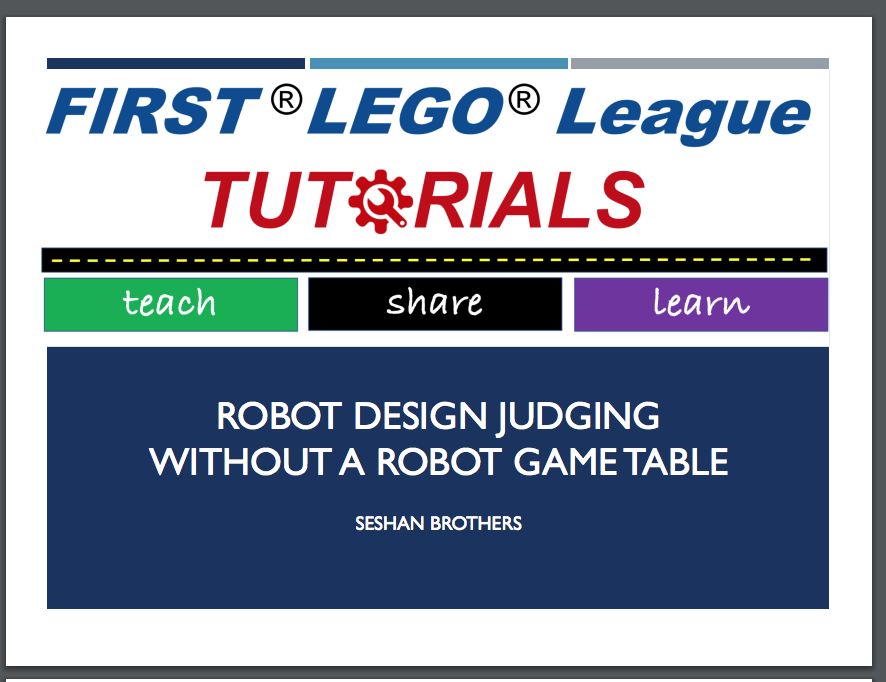 FIRST ® LEGO ® League
TUTORIALS
teach share learn
ROBOT DESIGN JUDGING
WITHOUT A ROBOT GAME TABLE
SESHAN BROTHERS